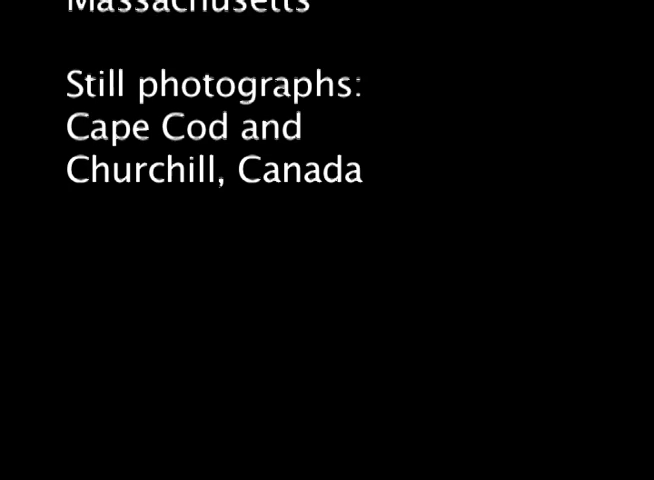 Massachusetts
Still photographs:
Cape Cod and
Churchill, Canada